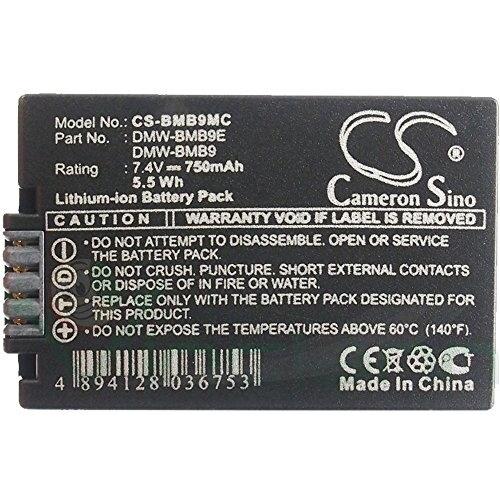 Model No.: CS-BMB9MC
Part No. : DMW-BMB9E
DMW-BMB9
Rating : 7.4V 750mAh
5.5 Wh
Lithium-ion Battery Pack
CS
Cameron Sino
CAUTION WARRANTY VOID IF LABEL IS REMOVED
DO NOT ATTEMPT TO DISASSEMBLE. OPEN OR SERVICE
THE BATTERY PACK.
DO NOT CRUSH. PUNCTURE. SHORT EXTERNAL CONTACTS
OR DISPOSE OF IN FIRE OR WATER.
REPLACE ONLY WITH THE BATTERY PACK DESIGNATED
FOR THIS PRODUCT.
DO NOT EXPOSE THE TEMPERATURES ABOVE 60°C (140°F).
4 894128 036753
CE FC
Made In China